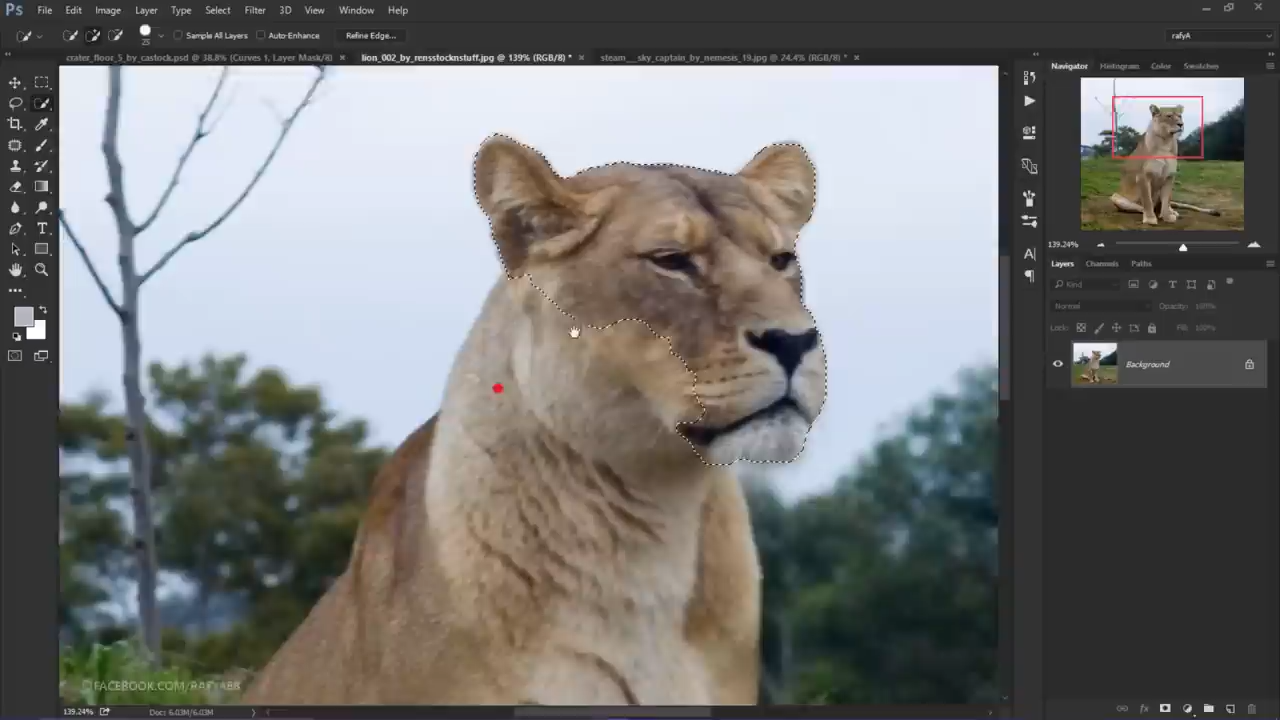 Ps File Edit Image Layer Type Select Filter 3D View Window Help
25 Sample All Layers Auto-Enhance Refine Edge... rafyA
crater_floor_5_by_castock.psd @ 38.8% (Curves 1, Layer Mask/8) × lion_002_by_rensstocknstuff.jpg @ 139% (RGB/8) * × steam__sky_captain_by_nemesis_19.jpg @ 24.4% (RGB/8) * ×
Navigator Histogram Color Swatches
139.24%
Layers Channels Paths
Kind
Normal Opacity: 100%
Lock: Fill: 100%
Background
©FACEBOOK.COM/RAFYA88
139.24% Doc: 6.03M/6.03M